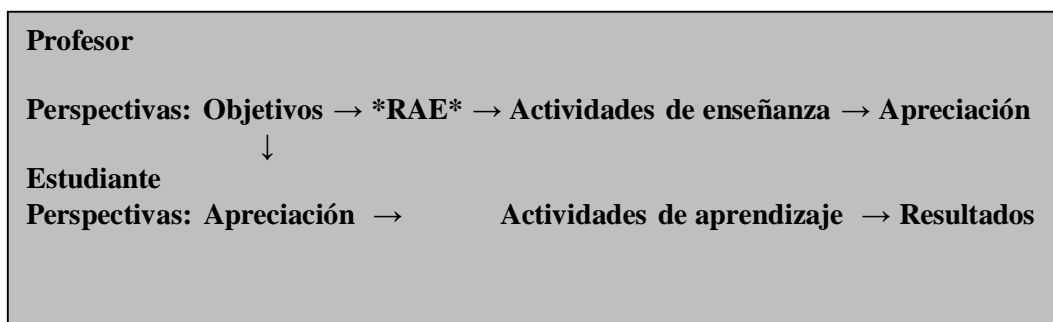 Profesor
Perspectivas: Objetivos → *RAE* → Actividades de enseñanza → Apreciación
↓
Estudiante
Perspectivas: Apreciación → Actividades de aprendizaje → Resultados